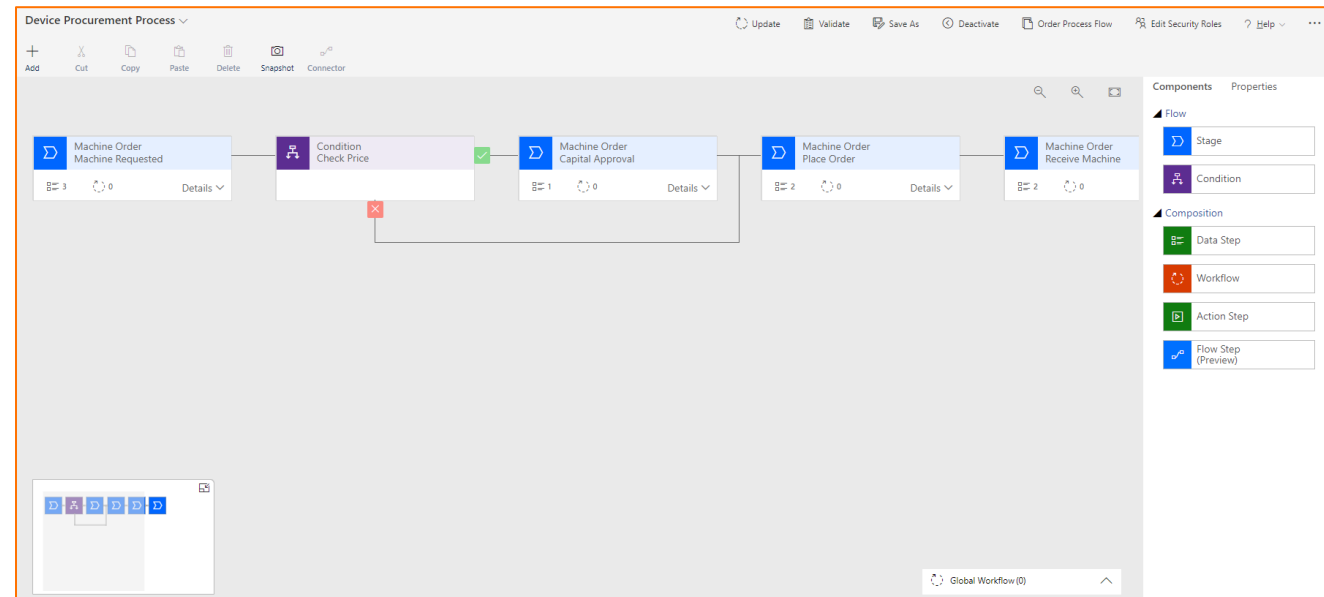 Device Procurement Process
Update
Validate
Save As
Deactivate
Order Process Flow
Edit Security Roles
? Help
...
Add
Cut
Copy
Paste
Delete
Snapshot
Connector
Components
Properties
Flow
Stage
Condition
Composition
Data Step
Workflow
Action Step
Flow Step
(Preview)
Machine Order
Machine Requested
3
0
Details
Condition
Check Price
Machine Order
Capital Approval
1
0
Details
Machine Order
Place Order
2
0
Details
Machine Order
Receive Machine
2
0
Global Workflow (0)